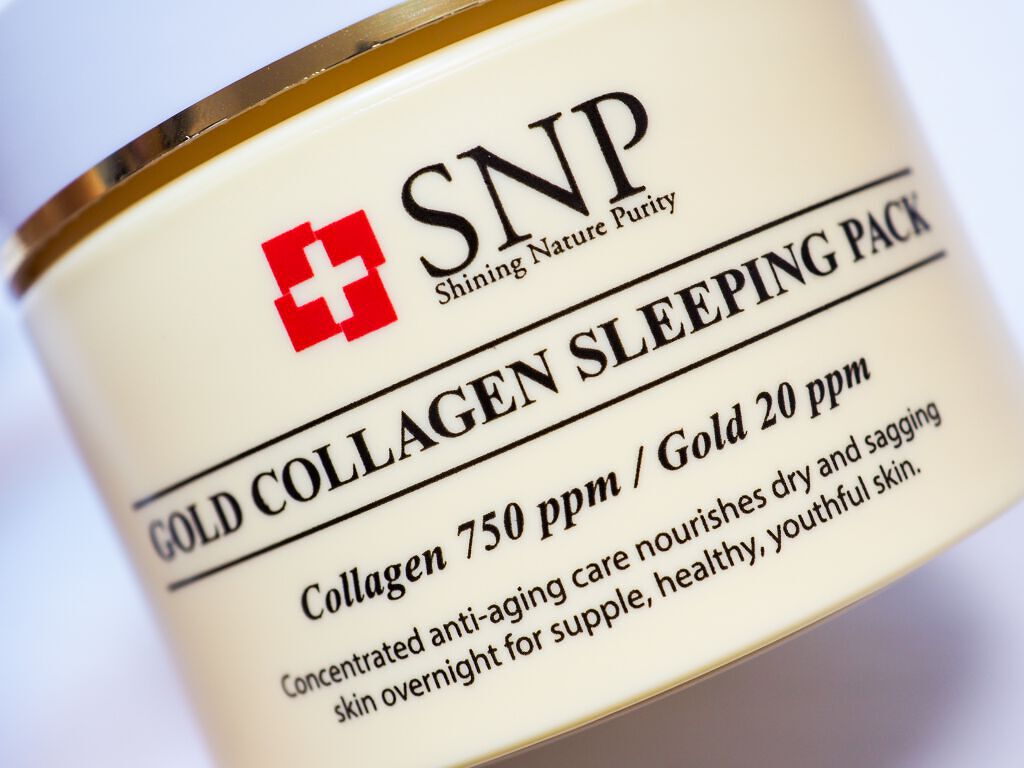 SNP
Shining Nature Purity
GOLD COLLAGEN SLEEPING PACK
Collagen 750 ppm / Gold 20 ppm
Concentrated anti-aging care nourishes dry and sagging
skin overnight for supple, healthy, youthful skin.